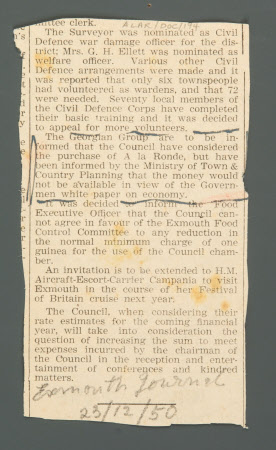 mittee clerk.
ALAR/DOC/194
The Surveyor was nominated as Civil
Defence war damage officer for the dis-
trict; Mrs. G. H. Ellett was nominated as
welfare officer. Various other Civil
Defence arrangements were made and it
was reported that only six townspeople
had volunteered as wardens, and that 72
were needed. Seventy local members of
the Civil Defence Corps have completed
their basic training and it was decided
to appeal for more volunteers.
The Georgian Group are to be in-
formed that the Council have considered
the purchase of A la Ronde, but have
been informed by the Ministry of Town &
Country Planning that the money would
not be available in view of the Govern-
men white paper on economy.
It was decided to inform the Food
Executive Officer that the Council can-
not agree in favour of the Exmouth Food
Control Committee to any reduction in
the normal minimum charge of one
guinea for the use of the Council cham-
ber.
An invitation is to be extended to H.M.
Aircraft-Escort-Carrier Campania to visit
Exmouth in the course of her Festival
of Britain cruise next year.
The Council, when considering their
rate estimates for the coming financial
year, will take into consideration the
question of increasing the sum to meet
expenses incurred by the chairman of
the Council in the reception and enter-
tainment of conferences and kindred
matters.
Exmouth Journal
23/12/50